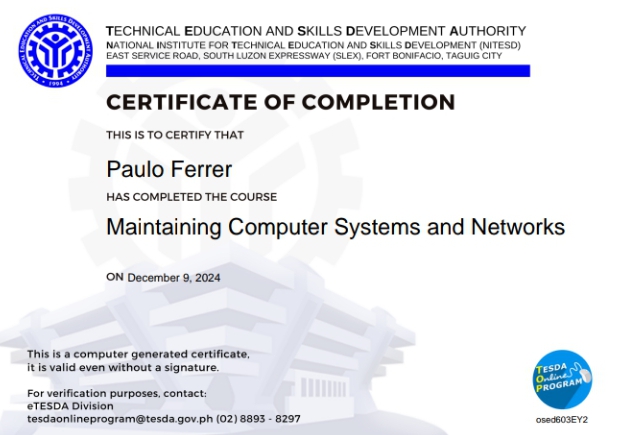 TECHNICAL EDUCATION AND SKILLS DEVELOPMENT AUTHORITY
NATIONAL INSTITUTE FOR TECHNICAL EDUCATION AND SKILLS DEVELOPMENT (NITESD)
EAST SERVICE ROAD, SOUTH LUZON EXPRESSWAY (SLEX), FORT BONIFACIO, TAGUIG CITY
TECHNICAL EDUCATION AND SKILLS DEVELOPMENT AUTHORITY
• 1994 •
CERTIFICATE OF COMPLETION
THIS IS TO CERTIFY THAT
Paulo Ferrer
HAS COMPLETED THE COURSE
Maintaining Computer Systems and Networks
ON December 9, 2024
This is a computer generated certificate,
it is valid even without a signature.
For verification purposes, contact:
eTESDA Division
tesdaonlineprogram@tesda.gov.ph (02) 8893 - 8297
TESDA
Online
PROGRAM
osed603EY2